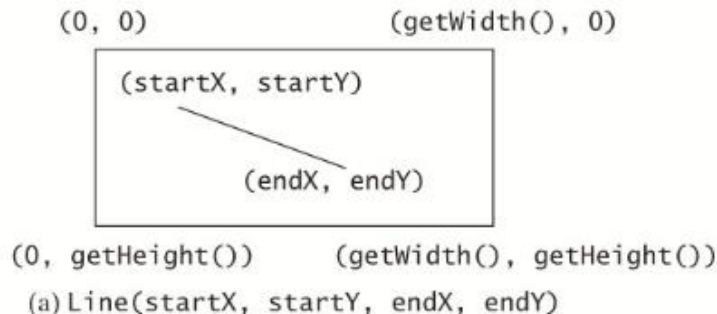 (0, 0) (getWidth(), 0)
(startX, startY)
(endX, endY)
(0, getHeight()) (getWidth(), getHeight())
(a) Line(startX, startY, endX, endY)